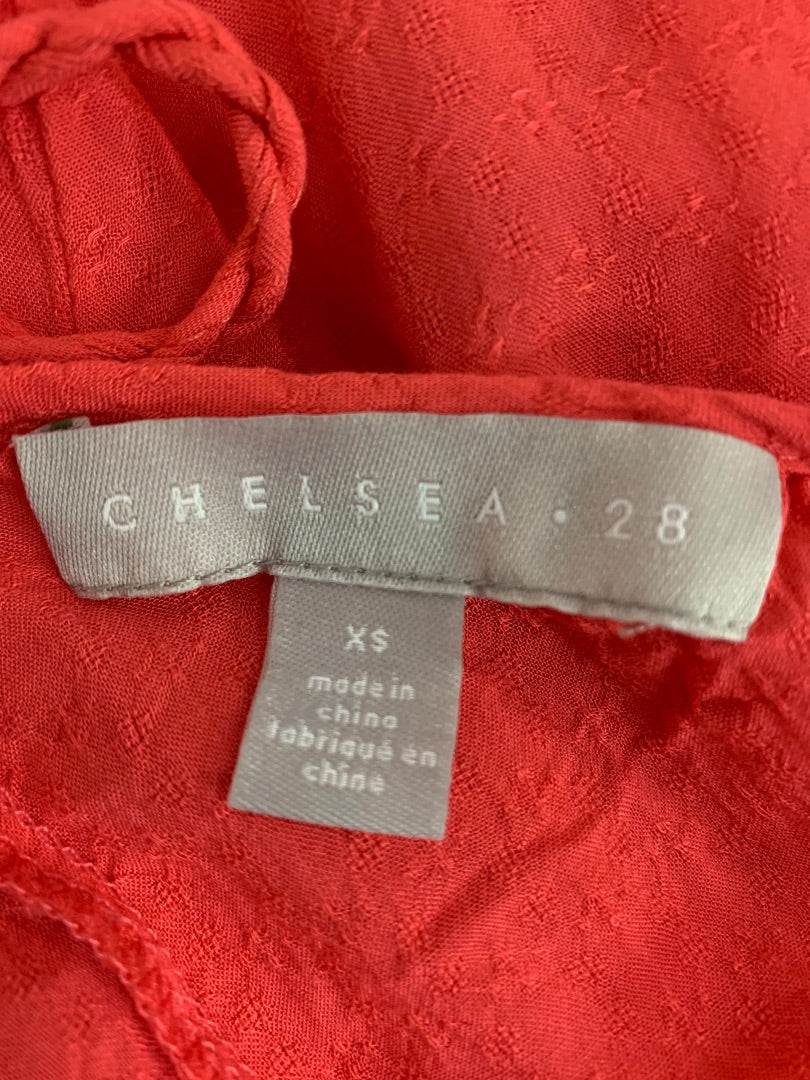 CHELSEA · 28
XS
made in
china
fabriqué en
chine